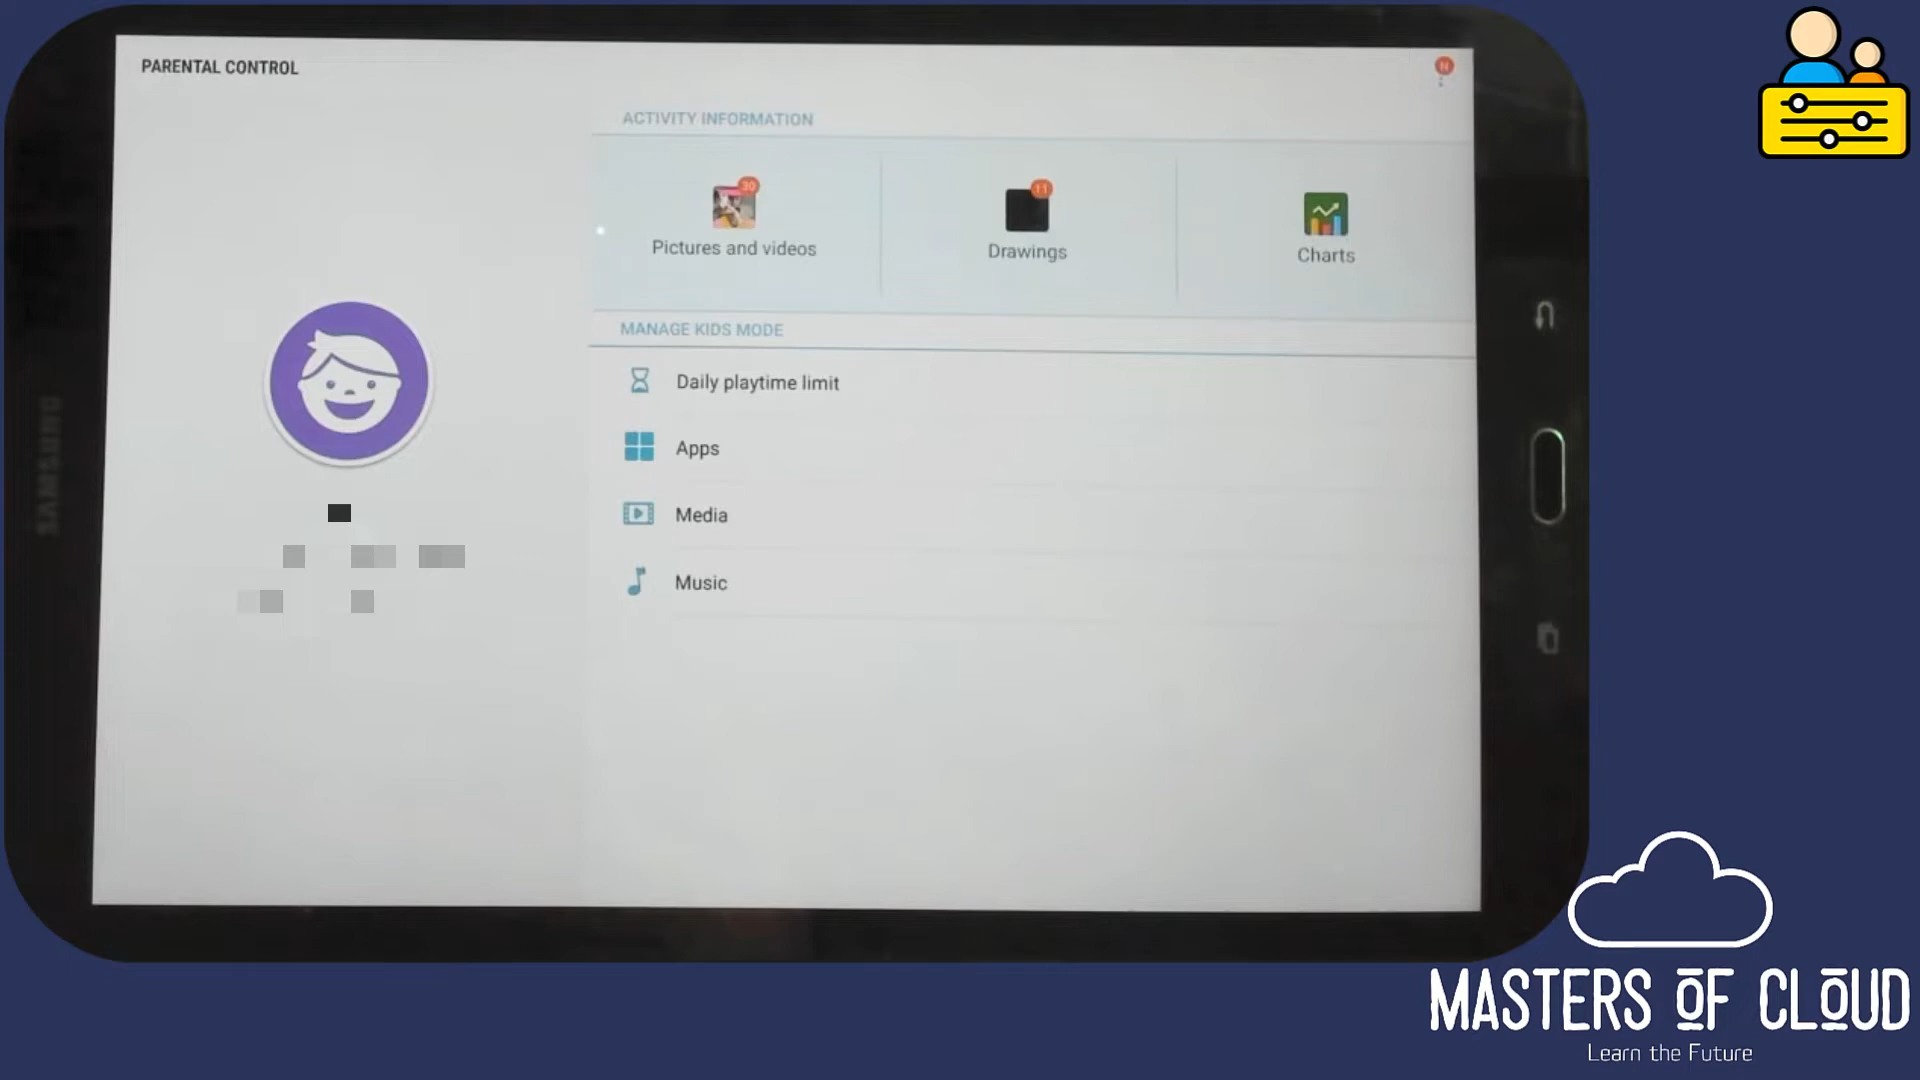 PARENTAL CONTROL
N
ACTIVITY INFORMATION
30
Pictures and videos
11
Drawings
Charts
MANAGE KIDS MODE
Daily playtime limit
Apps
Media
Music
SAMSUNG
MASTERS OF CLOUD
Learn the Future